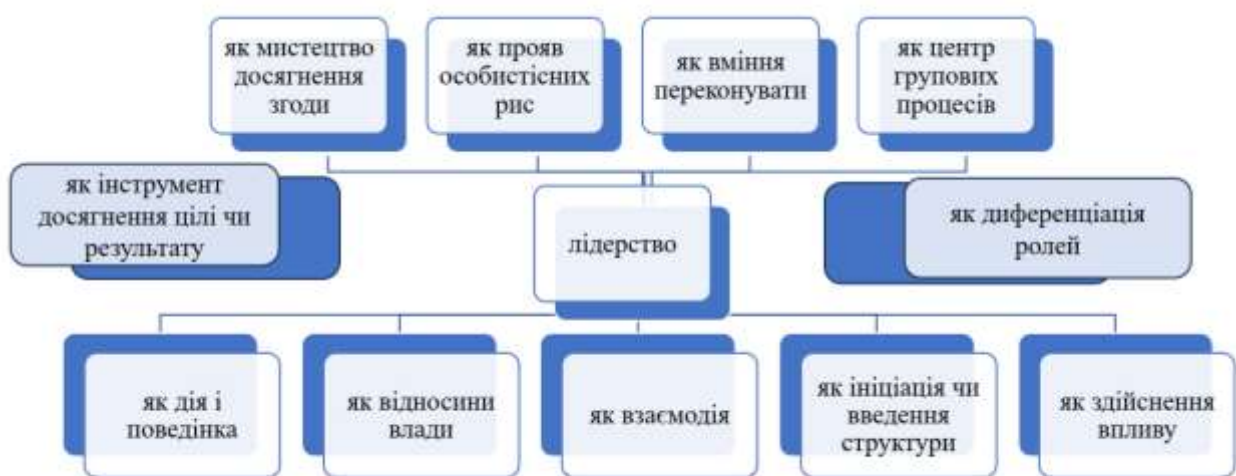 як мистецтво
досягнення
згоди
як прояв
особистісних
рис
як вміння
переконувати
як центр
групових
процесів
як інструмент
досягнення цілі чи
результату
лідерство
як диференціація
ролей
як дія і
поведінка
як відносини
влади
як взаємодія
як ініціація чи
введення
структури
як здійснення
впливу